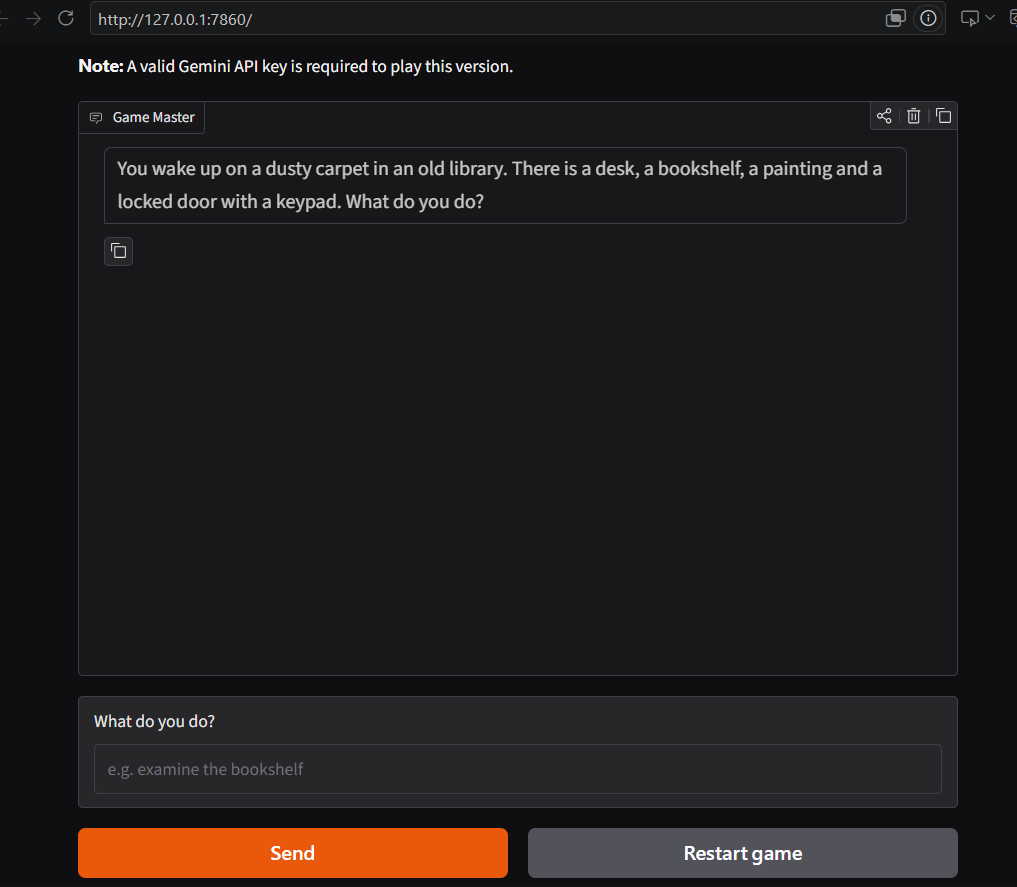 http://127.0.0.1:7860/
Note: A valid Gemini API key is required to play this version.
Game Master
You wake up on a dusty carpet in an old library. There is a desk, a bookshelf, a painting and a
locked door with a keypad. What do you do?
What do you do?
e.g. examine the bookshelf
Send
Restart game